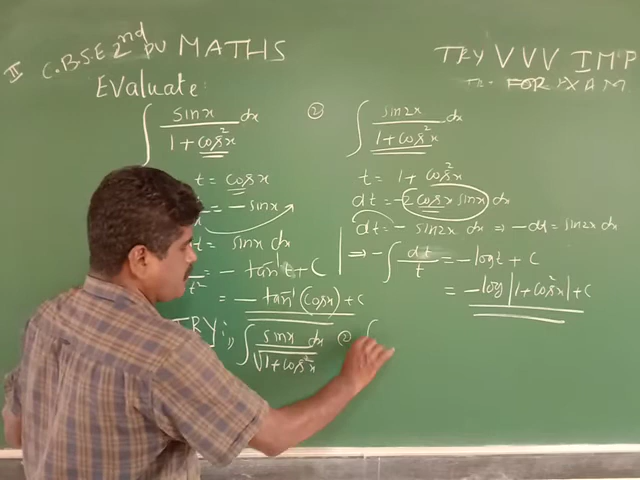 II C.B.S.E 2nd PU MATHS
TRY VVV IMP
FOR EXAM
Evaluate:
∫ sinx/(1+cos²x) dx
② ∫ sin2x/(1+cos²x) dx
t = cosx
= -sinx
t = sinx dx
= -tan⁻¹t + C
t²
= -tan⁻¹(cosx)+c
t = 1 + cos²x
dt = -2cosx sinx dx
dt = - sin2x dx ⇒ -dt = sin2x dx
⇒ -∫ dt/t = -logt + C
= -log|1+cos²x|+C
TRY:, ∫ sinx dx/√(1+cos²x) ② ∫